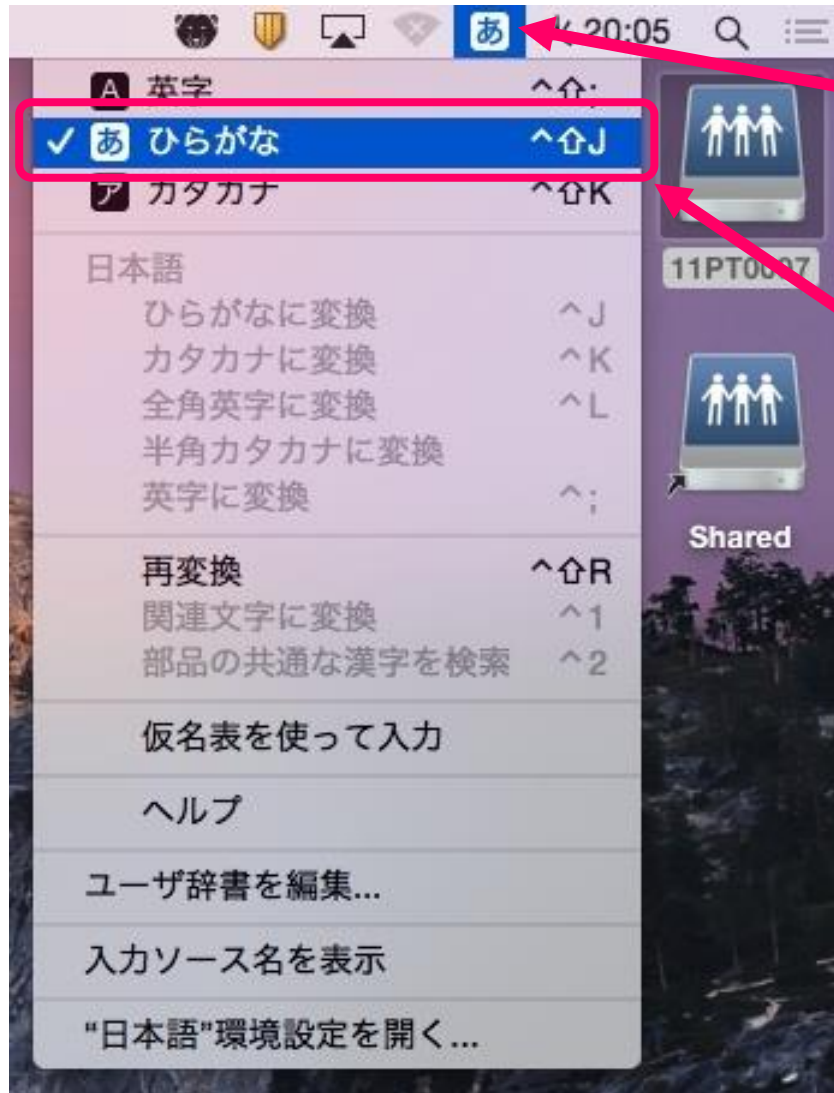 あ 20:05
A 英字 ^⇧;
✓ あ ひらがな ^⇧J
ア カタカナ ^⇧K
日本語
ひらがなに変換 ^J
カタカナに変換 ^K
全角英字に変換 ^L
半角カタカナに変換
英字に変換 ^;
再変換 ^⇧R
関連文字に変換 ^1
部品の共通な漢字を検索 ^2
仮名表を使って入力
ヘルプ
ユーザ辞書を編集...
入力ソース名を表示
“日本語”環境設定を開く...
11PT0007
Shared